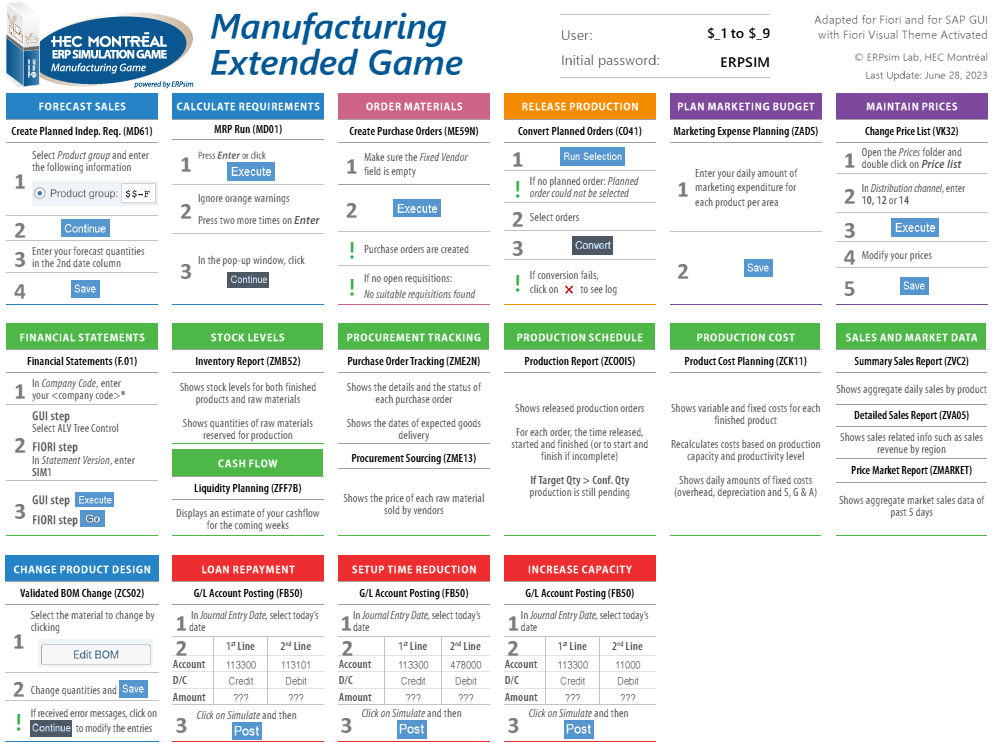 HEC MONTRÉAL
ERP SIMULATION GAME
Manufacturing Game
powered by ERPsim
Manufacturing
Extended Game
User: $_1 to $_9
Initial password: ERPSIM
Adapted for Fiori and for SAP GUI
with Fiori Visual Theme Activated
© ERPsim Lab, HEC Montréal
Last Update: June 28, 2023
FORECAST SALES
Create Planned Indep. Req. (MD61)
1 Select Product group and enter
the following information
Product group: $$-F
2 Continue
3 Enter your forecast quantities
in the 2nd date column
4 Save
CALCULATE REQUIREMENTS
MRP Run (MD01)
1 Press Enter or click
Execute
2 Ignore orange warnings
Press two more times on Enter
3 In the pop-up window, click
Continue
ORDER MATERIALS
Create Purchase Orders (ME59N)
1 Make sure the Fixed Vendor
field is empty
2 Execute
! Purchase orders are created
! If no open requisitions:
No suitable requisitions found
RELEASE PRODUCTION
Convert Planned Orders (CO41)
1 Run Selection
! If no planned order: Planned
order could not be selected
2 Select orders
3 Convert
! If conversion fails,
click on X to see log
PLAN MARKETING BUDGET
Marketing Expense Planning (ZADS)
1 Enter your daily amount of
marketing expenditure for
each product per area
2 Save
MAINTAIN PRICES
Change Price List (VK32)
1 Open the Prices folder and
double click on Price list
2 In Distribution channel, enter
10, 12 or 14
3 Execute
4 Modify your prices
5 Save
FINANCIAL STATEMENTS
Financial Statements (F.01)
1 In Company Code, enter
your <company code>*
2 GUI step
Select ALV Tree Control
FIORI step
In Statement Version, enter
SIM1
3 GUI step Execute
FIORI step Go
STOCK LEVELS
Inventory Report (ZMB52)
Shows stock levels for both finished
products and raw materials
Shows quantities of raw materials
reserved for production
CASH FLOW
Liquidity Planning (ZFF7B)
Displays an estimate of your cashflow
for the coming weeks
PROCUREMENT TRACKING
Purchase Order Tracking (ZME2N)
Shows the details and the status of
each purchase order
Shows the dates of expected goods
delivery
Procurement Sourcing (ZME13)
Shows the price of each raw material
sold by vendors
PRODUCTION SCHEDULE
Production Report (ZCOOIS)
Shows released production orders
For each order, the time released,
started and finished (or to start and
finish if incomplete)
If Target Qty > Conf. Qty
production is still pending
PRODUCTION COST
Product Cost Planning (ZCK11)
Shows variable and fixed costs for each
finished product
Recalculates costs based on production
capacity and productivity level
Shows daily amounts of fixed costs
(overhead, depreciation and S, G & A)
SALES AND MARKET DATA
Summary Sales Report (ZVC2)
Shows aggregate daily sales by product
Detailed Sales Report (ZVA05)
Shows sales related info such as sales
revenue by region
Price Market Report (ZMARKET)
Shows aggregate market sales data of
past 5 days
CHANGE PRODUCT DESIGN
Validated BOM Change (ZCS02)
1 Select the material to change by
clicking
Edit BOM
2 Change quantities and Save
! If received error messages, click on
Continue to modify the entries
LOAN REPAYMENT
G/L Account Posting (FB50)
1 In Journal Entry Date, select today's
date
2 1st Line 2nd Line
Account 113300 113101
D/C Credit Debit
Amount ??? ???
3 Click on Simulate and then
Post
SETUP TIME REDUCTION
G/L Account Posting (FB50)
1 In Journal Entry Date, select today's
date
2 1st Line 2nd Line
Account 113300 478000
D/C Credit Debit
Amount ??? ???
3 Click on Simulate and then
Post
INCREASE CAPACITY
G/L Account Posting (FB50)
1 In Journal Entry Date, select today's
date
2 1st Line 2nd Line
Account 113300 11000
D/C Credit Debit
Amount ??? ???
3 Click on Simulate and then
Post